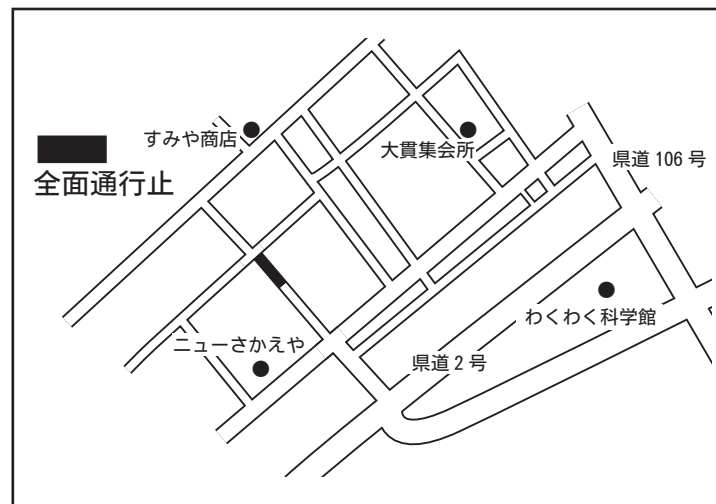 すみや商店
大貫集会所
県道 106 号
全面通行止
わくわく科学館
ニューさかえや
県道 2 号